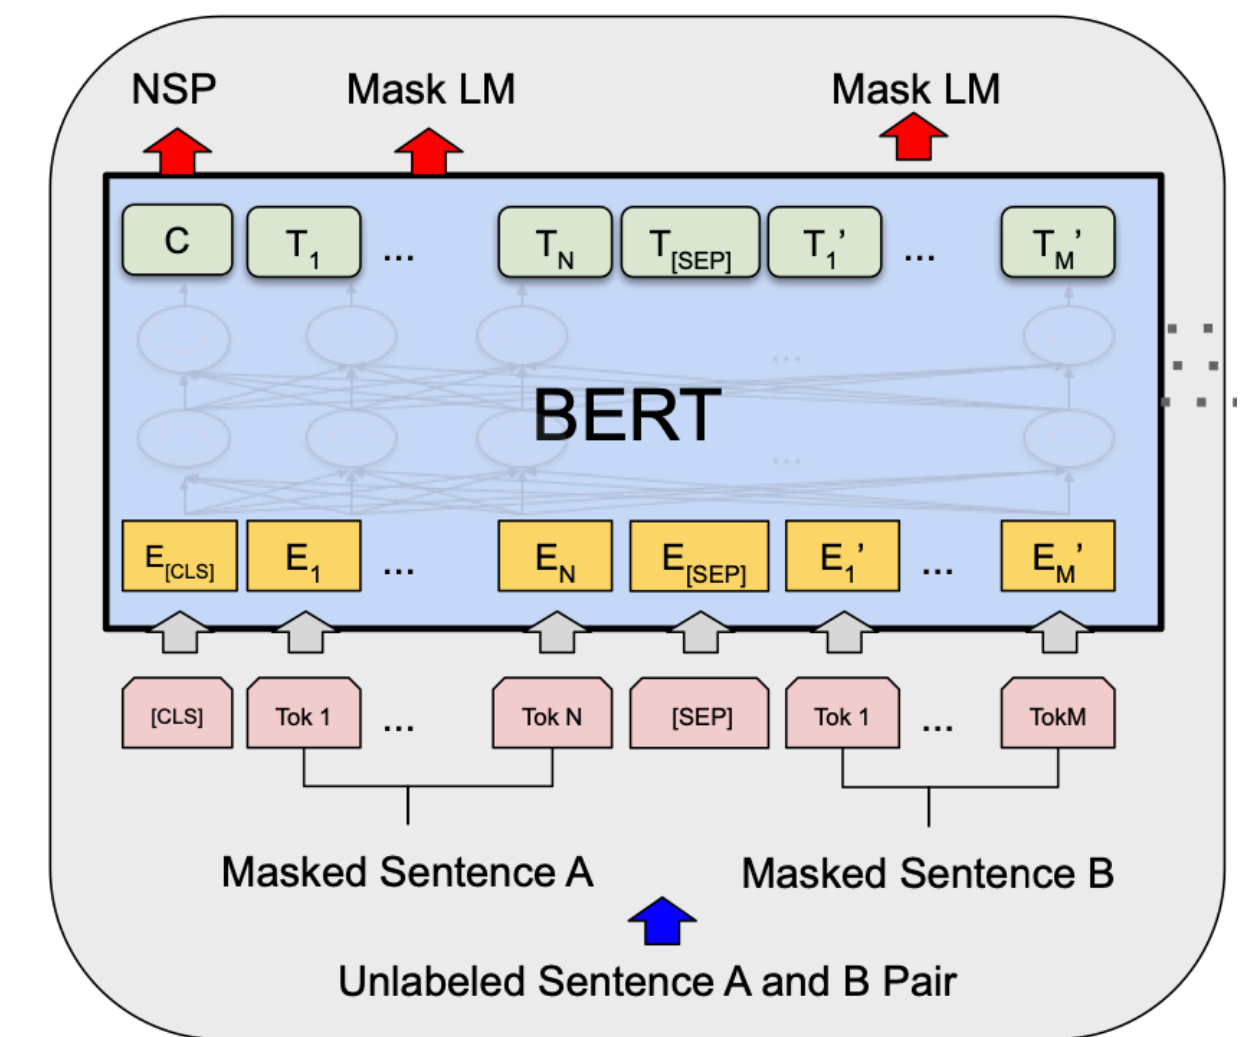 NSP Mask LM Mask LM
C T1 ... TN T[SEP] T1’ ... TM’
...
BERT
...
E[CLS] E1 ... EN E[SEP] E1’ ... EM’
[CLS] Tok 1 ... Tok N [SEP] Tok 1 ... TokM
Masked Sentence A Masked Sentence B
Unlabeled Sentence A and B Pair